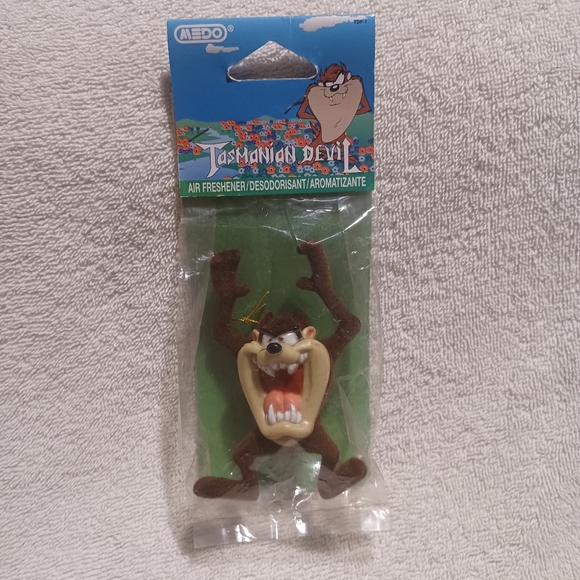 MEDO®
TASMANIAN DEVIL
AIR FRESHENER/DESODORISANT/AROMATIZANTE